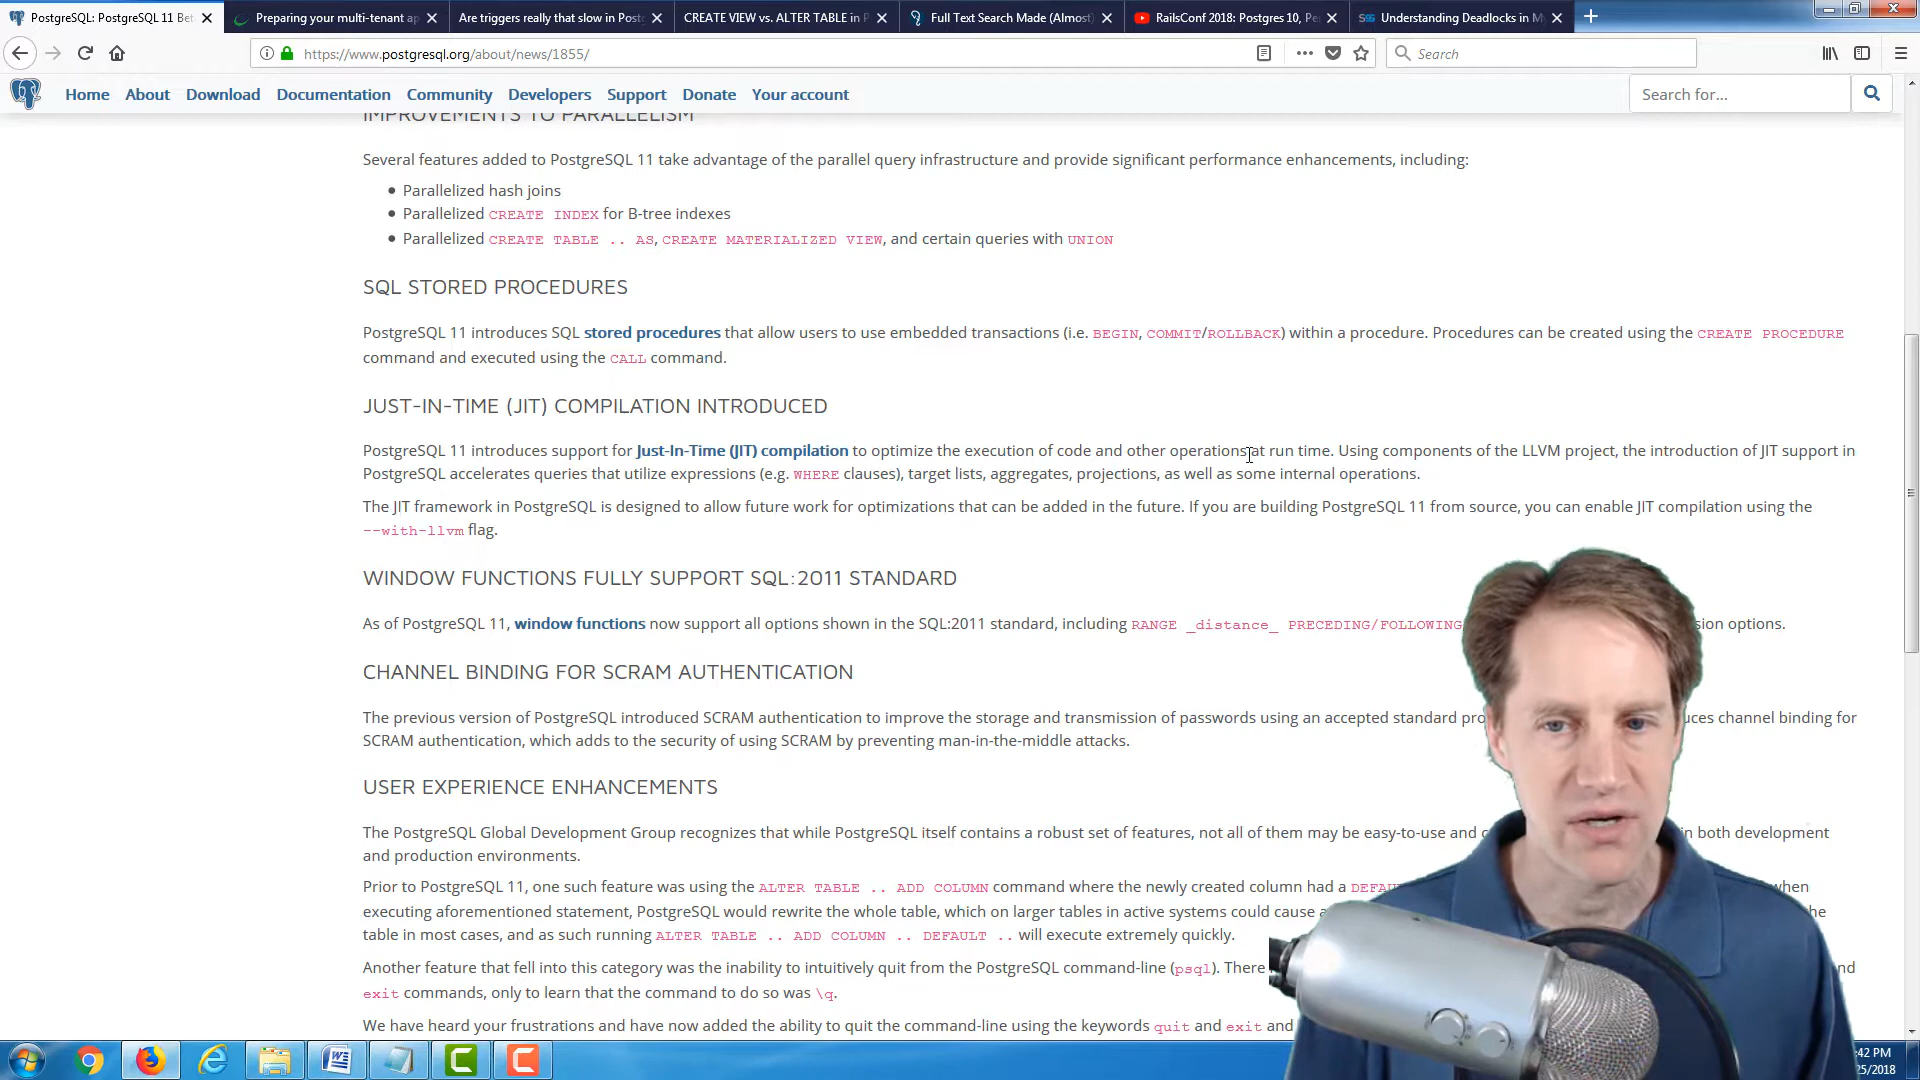 PostgreSQL: PostgreSQL 11 Bet
Preparing your multi-tenant ap
Are triggers really that slow in Post
CREATE VIEW vs. ALTER TABLE in P
Full Text Search Made (Almost)
RailsConf 2018: Postgres 10, Pe
Understanding Deadlocks in M
https://www.postgresql.org/about/news/1855/
Search
Home About Download Documentation Community Developers Support Donate Your account
Search for...
IMPROVEMENTS TO PARALLELISM
Several features added to PostgreSQL 11 take advantage of the parallel query infrastructure and provide significant performance enhancements, including:
• Parallelized hash joins
• Parallelized CREATE INDEX for B-tree indexes
• Parallelized CREATE TABLE .. AS, CREATE MATERIALIZED VIEW, and certain queries with UNION
SQL STORED PROCEDURES
PostgreSQL 11 introduces SQL stored procedures that allow users to use embedded transactions (i.e. BEGIN, COMMIT/ROLLBACK) within a procedure. Procedures can be created using the CREATE PROCEDURE
command and executed using the CALL command.
JUST-IN-TIME (JIT) COMPILATION INTRODUCED
PostgreSQL 11 introduces support for Just-In-Time (JIT) compilation to optimize the execution of code and other operations at run time. Using components of the LLVM project, the introduction of JIT support in
PostgreSQL accelerates queries that utilize expressions (e.g. WHERE clauses), target lists, aggregates, projections, as well as some internal operations.
The JIT framework in PostgreSQL is designed to allow future work for optimizations that can be added in the future. If you are building PostgreSQL 11 from source, you can enable JIT compilation using the
--with-llvm flag.
WINDOW FUNCTIONS FULLY SUPPORT SQL:2011 STANDARD
As of PostgreSQL 11, window functions now support all options shown in the SQL:2011 standard, including RANGE _distance_ PRECEDING/FOLLOWING sion options.
CHANNEL BINDING FOR SCRAM AUTHENTICATION
The previous version of PostgreSQL introduced SCRAM authentication to improve the storage and transmission of passwords using an accepted standard pro uces channel binding for
SCRAM authentication, which adds to the security of using SCRAM by preventing man-in-the-middle attacks.
USER EXPERIENCE ENHANCEMENTS
The PostgreSQL Global Development Group recognizes that while PostgreSQL itself contains a robust set of features, not all of them may be easy-to-use and in both development
and production environments.
Prior to PostgreSQL 11, one such feature was using the ALTER TABLE .. ADD COLUMN command where the newly created column had a DEFAU when
executing aforementioned statement, PostgreSQL would rewrite the whole table, which on larger tables in active systems could cause a the
table in most cases, and as such running ALTER TABLE .. ADD COLUMN .. DEFAULT .. will execute extremely quickly.
Another feature that fell into this category was the inability to intuitively quit from the PostgreSQL command-line (psql). There nd
exit commands, only to learn that the command to do so was \q.
We have heard your frustrations and have now added the ability to quit the command-line using the keywords quit and exit and
:42 PM
25/2018